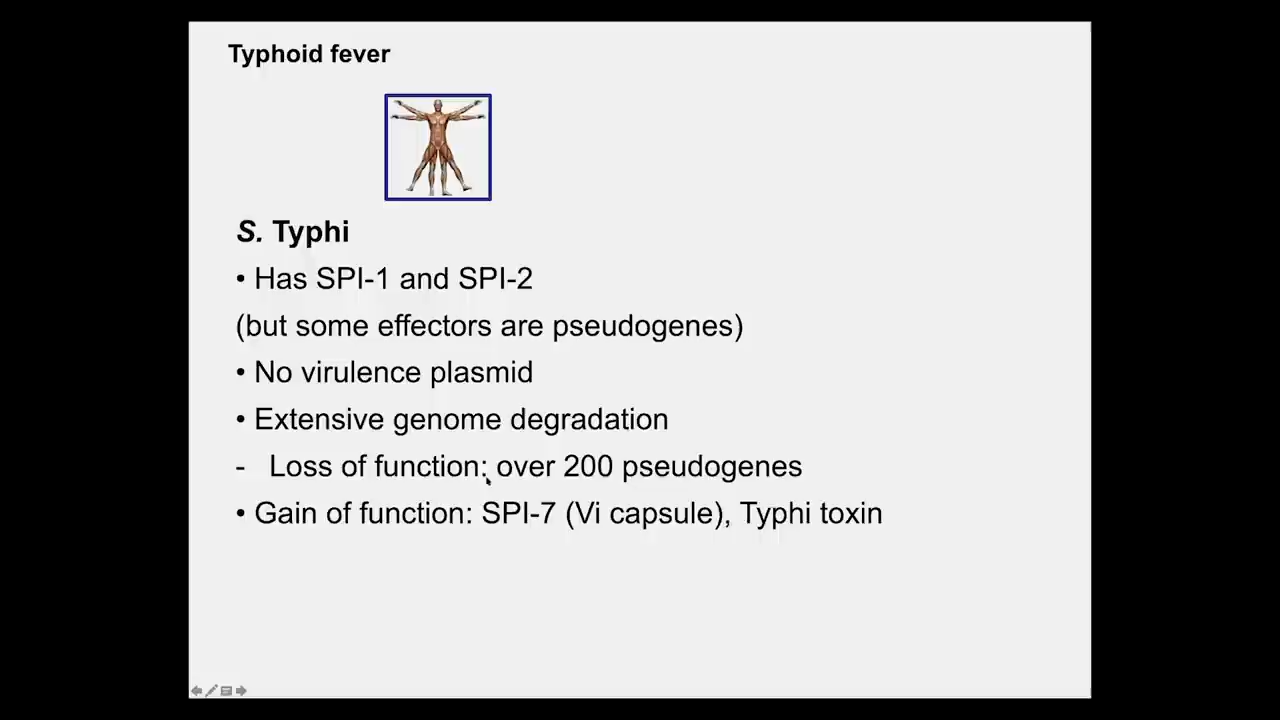 Typhoid fever
S. Typhi
• Has SPI-1 and SPI-2
(but some effectors are pseudogenes)
• No virulence plasmid
• Extensive genome degradation
- Loss of function: over 200 pseudogenes
• Gain of function: SPI-7 (Vi capsule), Typhi toxin